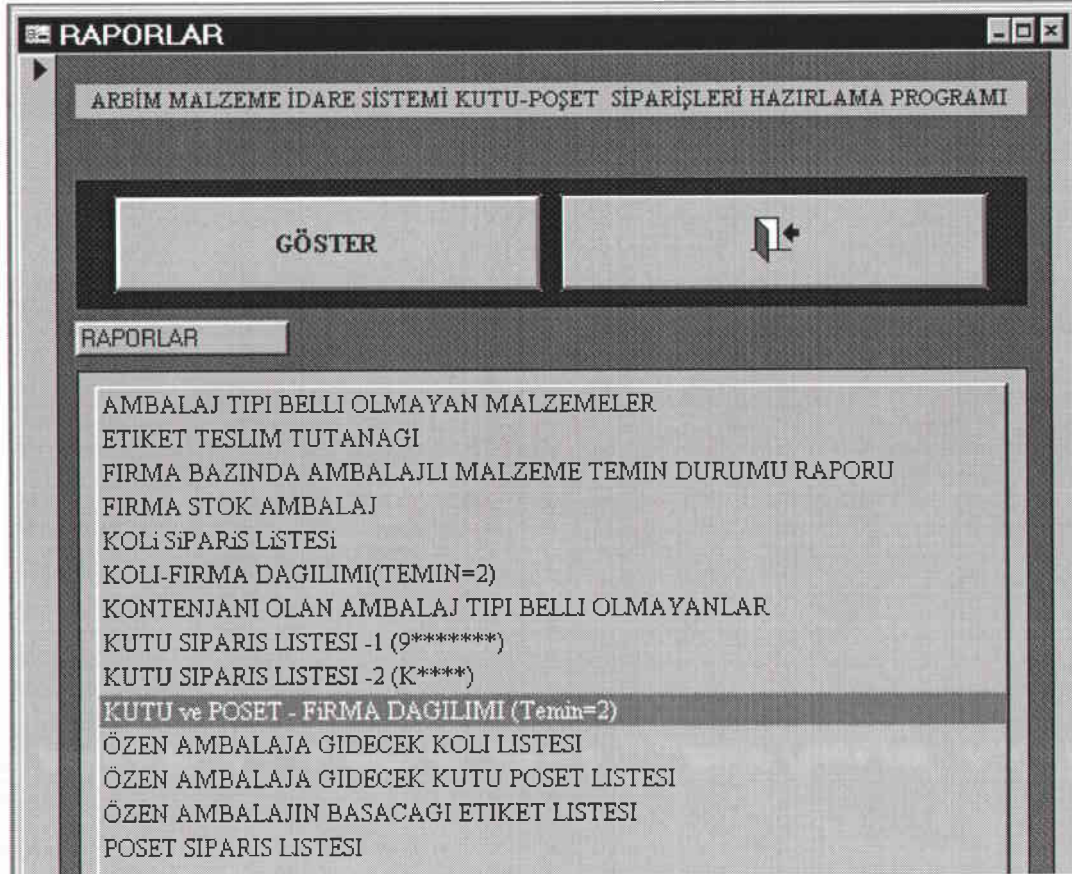 RAPORLAR
ARBİM MALZEME İDARE SİSTEMİ KUTU-POŞET SİPARİŞLERİ HAZIRLAMA PROGRAMI
GÖSTER
RAPORLAR
AMBALAJ TIPI BELLI OLMAYAN MALZEMELER
ETIKET TESLIM TUTANAGI
FIRMA BAZINDA AMBALAJLI MALZEME TEMIN DURUMU RAPORU
FIRMA STOK AMBALAJ
KOLi SiPARiS LiSTESi
KOLI-FIRMA DAGILIMI(TEMIN=2)
KONTENJANI OLAN AMBALAJ TIPI BELLI OLMAYANLAR
KUTU SIPARIS LISTESI -1 (9*******)
KUTU SIPARIS LISTESI -2 (K****)
KUTU ve POSET - FiRMA DAGILIMI (Temin=2)
ÖZEN AMBALAJA GIDECEK KOLI LISTESI
ÖZEN AMBALAJA GIDECEK KUTU POSET LISTESI
ÖZEN AMBALAJIN BASACAGI ETIKET LISTESI
POSET SIPARIS LISTESI